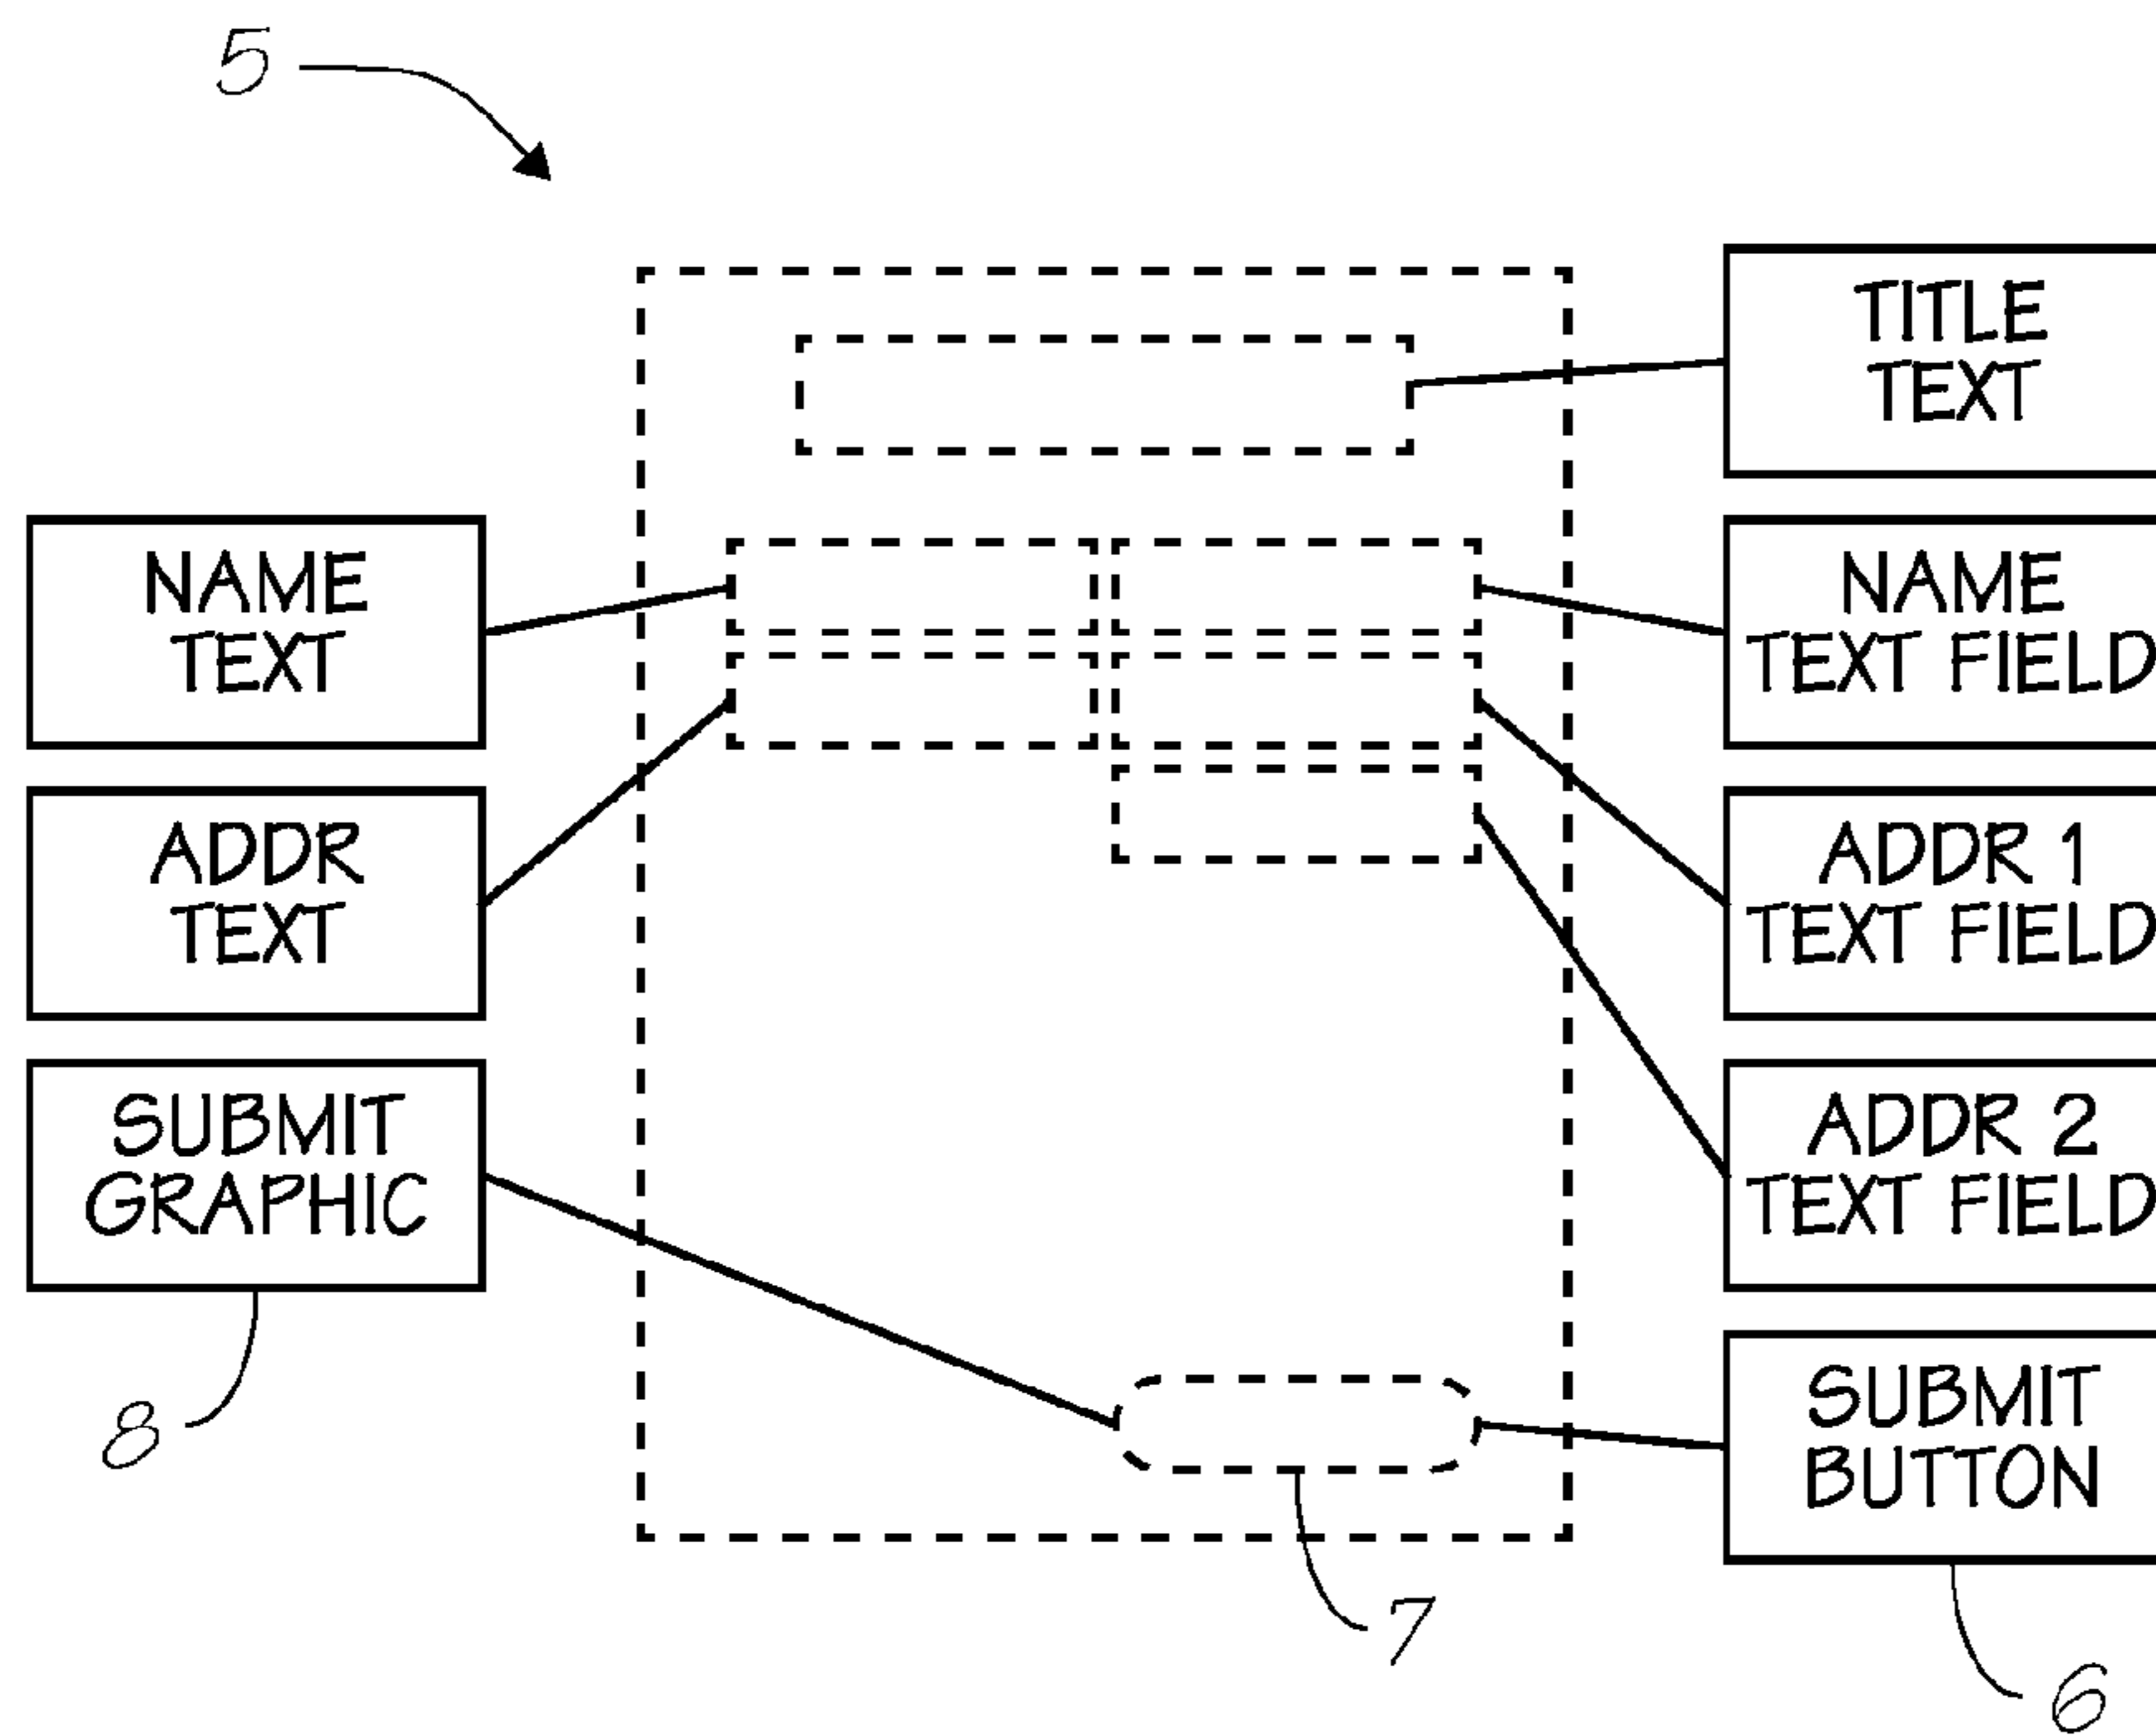 5
TITLE
TEXT
NAME
TEXT
NAME
TEXT FIELD
ADDR
TEXT
ADDR 1
TEXT FIELD
SUBMIT
GRAPHIC
ADDR 2
TEXT FIELD
SUBMIT
BUTTON
8
7
6